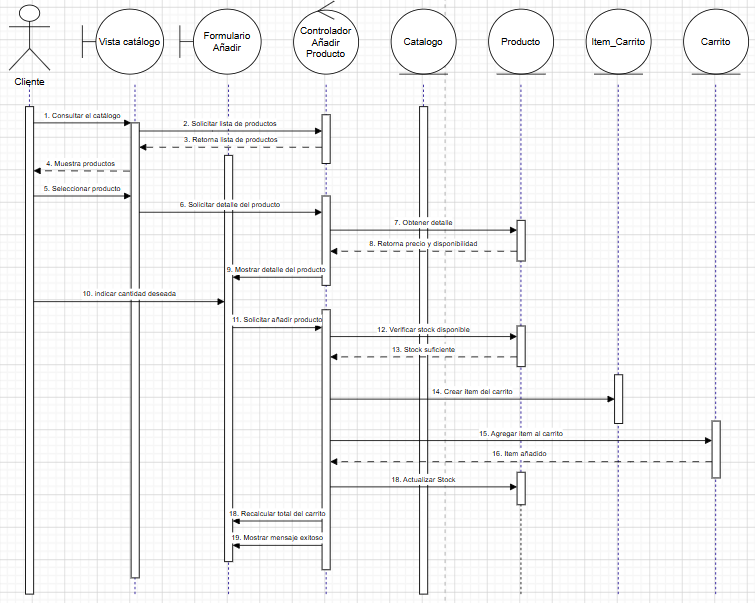 Cliente
Vista catálogo
Formulario
Añadir
Controlador
Añadir
Producto
Catalogo
Producto
Item_Carrito
Carrito
1. Consultar el catálogo
2. Solicitar lista de productos
3. Retorna lista de productos
4. Muestra productos
5. Seleccionar producto
6. Solicitar detalle del producto
7. Obtener detalle
8. Retorna precio y disponibilidad
9. Mostrar detalle del producto
10. indicar cantidad deseada
11. Solicitar añadir producto
12. Verificar stock disponible
13. Stock suficiente
14. Crear ítem del carrito
15. Agregar item al carrito
16. Item añadido
18. Actualizar Stock
18. Recalcular total del carrito
19. Mostrar mensaje exitoso